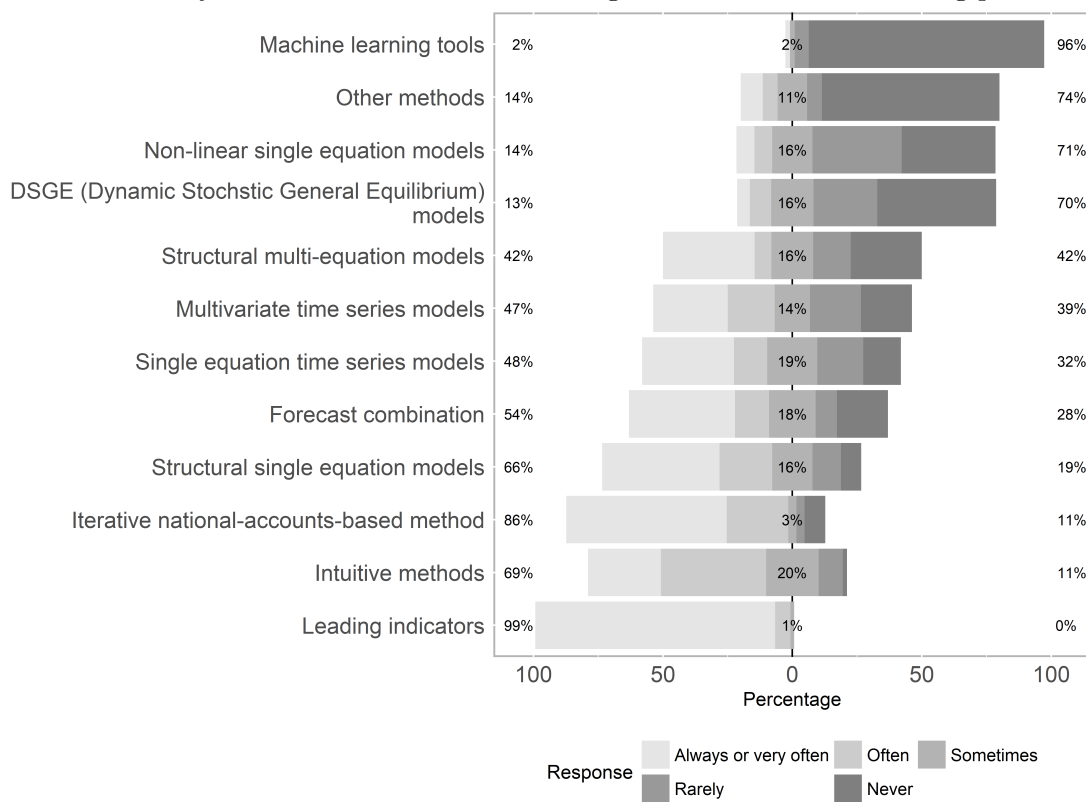 Machine learning tools 2% 2% 96%
Other methods 14% 11% 74%
Non-linear single equation models 14% 16% 71%
DSGE (Dynamic Stochstic General Equilibrium)
models 13% 16% 70%
Structural multi-equation models 42% 16% 42%
Multivariate time series models 47% 14% 39%
Single equation time series models 48% 19% 32%
Forecast combination 54% 18% 28%
Structural single equation models 66% 16% 19%
Iterative national-accounts-based method 86% 3% 11%
Intuitive methods 69% 20% 11%
Leading indicators 99% 1% 0%
100 50 0 50 100
Percentage
Response Always or very often Often Sometimes
Rarely Never